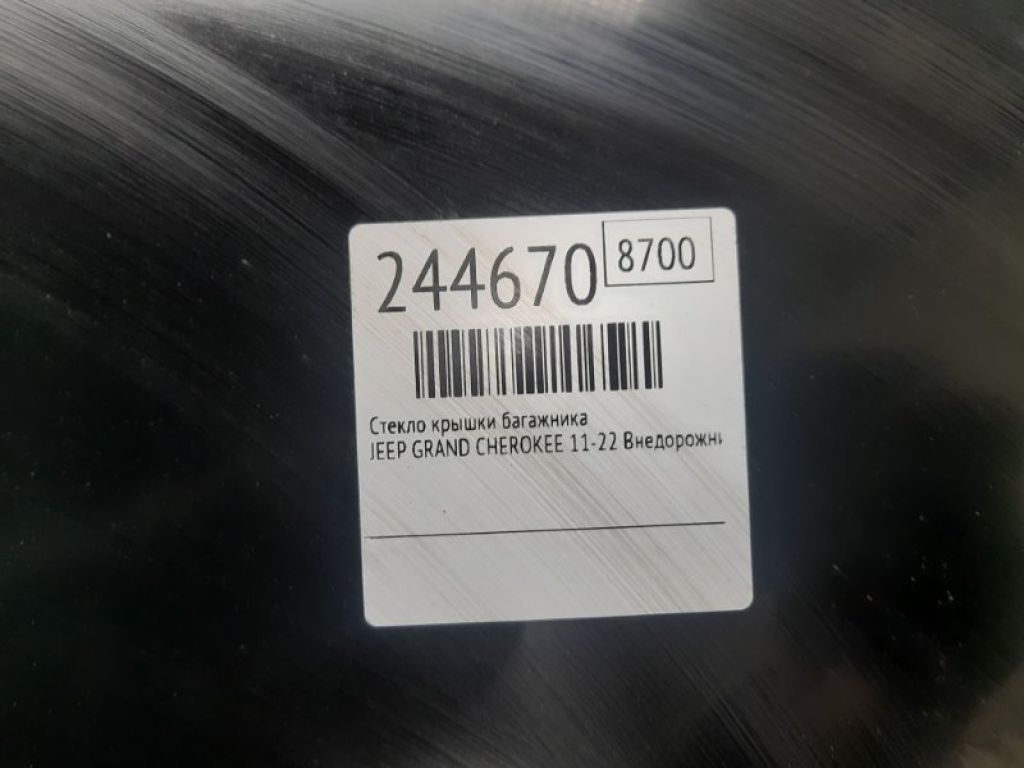 244670
8700
Стекло крышки багажника
JEEP GRAND CHEROKEE 11-22